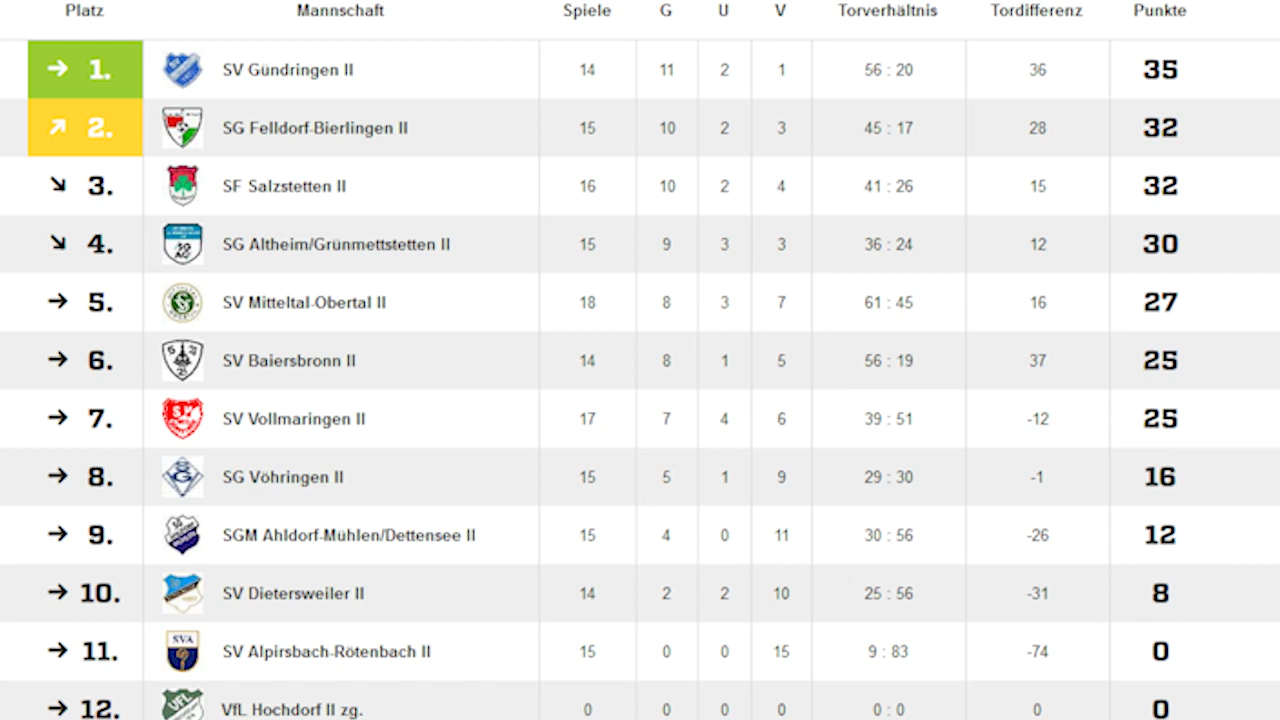 Platz Mannschaft Spiele G U V Torverhältnis Tordifferenz Punkte
1. SV Gündringen II 14 11 2 1 56 : 20 36 35
2. SG Felldorf-Bierlingen II 15 10 2 3 45 : 17 28 32
3. SF Salzstetten II 16 10 2 4 41 : 26 15 32
4. SG Altheim/Grünmettstetten II 15 9 3 3 36 : 24 12 30
5. SV Mitteltal-Obertal II 18 8 3 7 61 : 45 16 27
6. SV Baiersbronn II 14 8 1 5 56 : 19 37 25
7. SV Vollmaringen II 17 7 4 6 39 : 51 -12 25
8. SG Vöhringen II 15 5 1 9 29 : 30 -1 16
9. SGM Ahldorf-Mühlen/Dettensee II 15 4 0 11 30 : 56 -26 12
10. SV Dietersweiler II 14 2 2 10 25 : 56 -31 8
11. SVA SV Alpirsbach-Rötenbach II 15 0 0 15 9 : 83 -74 0
12. VfL VfL Hochdorf II zg. 0 0 0 0 0 : 0 0 0